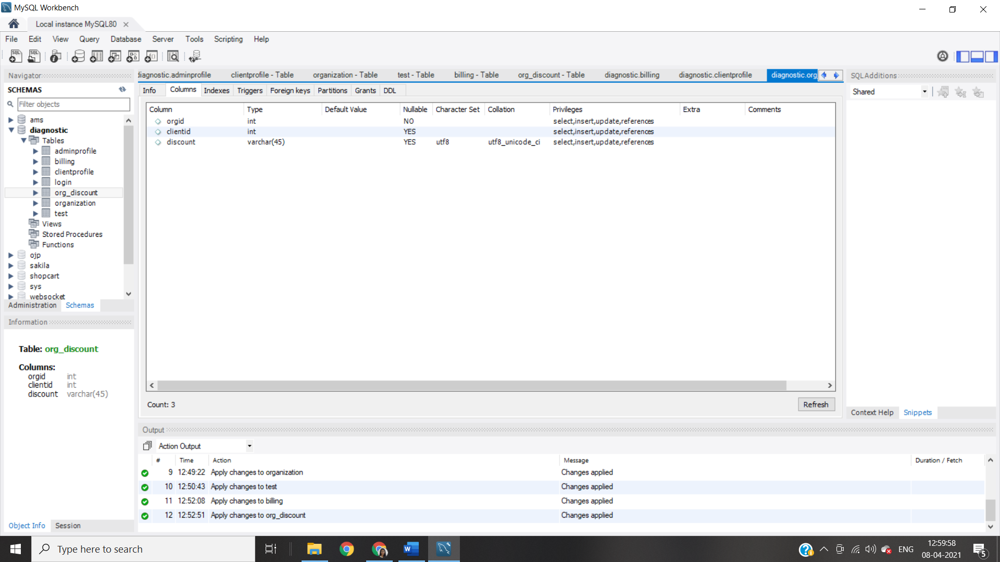 MySQL Workbench
Local instance MySQL80
File Edit View Query Database Server Tools Scripting Help
Navigator
SCHEMAS
Filter objects
ams
diagnostic
Tables
adminprofile
billing
clientprofile
login
org_discount
organization
test
Views
Stored Procedures
Functions
ojp
sakila
shopcart
sys
websocket
Administration Schemas
Information
Table: org_discount
Columns:
orgid int
clientid int
discount varchar(45)
Object Info Session
diagnostic.adminprofile clientprofile - Table organization - Table test - Table billing - Table org_discount - Table diagnostic.billing diagnostic.clientprofile diagnostic.org
Info Columns Indexes Triggers Foreign keys Partitions Grants DDL
Column Type Default Value Nullable Character Set Collation Privileges Extra Comments
orgid int NO select,insert,update,references
clientid int YES select,insert,update,references
discount varchar(45) YES utf8 utf8_unicode_ci select,insert,update,references
Count: 3
Refresh
SQLAdditions
Shared
Context Help Snippets
Output
Action Output
# Time Action Message Duration / Fetch
9 12:49:22 Apply changes to organization Changes applied
10 12:50:43 Apply changes to test Changes applied
11 12:52:08 Apply changes to billing Changes applied
12 12:52:51 Apply changes to org_discount Changes applied
Type here to search
ENG
12:59:58
08-04-2021
5